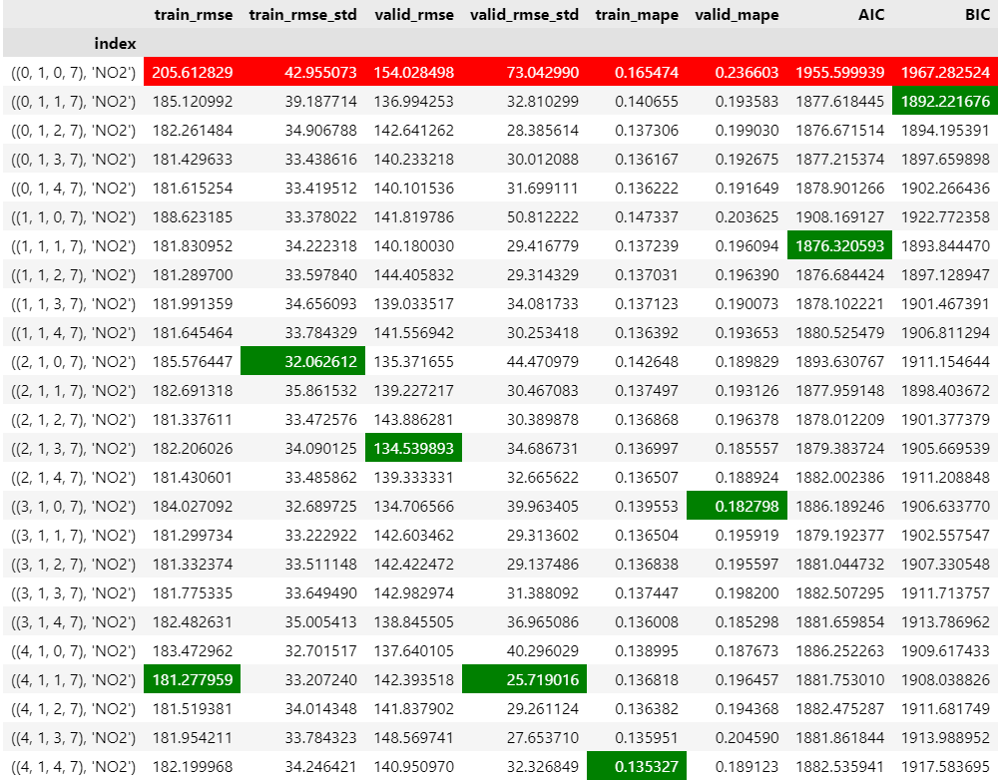 train_rmse train_rmse_std valid_rmse valid_rmse_std train_mape valid_mape AIC BIC
index
((0, 1, 0, 7), 'NO2') 205.612829 42.955073 154.028498 73.042990 0.165474 0.236603 1955.599939 1967.282524
((0, 1, 1, 7), 'NO2') 185.120992 39.187714 136.994253 32.810299 0.140655 0.193583 1877.618445 1892.221676
((0, 1, 2, 7), 'NO2') 182.261484 34.906788 142.641262 28.385614 0.137306 0.199030 1876.671514 1894.195391
((0, 1, 3, 7), 'NO2') 181.429633 33.438616 140.233218 30.012088 0.136167 0.192675 1877.215374 1897.659898
((0, 1, 4, 7), 'NO2') 181.615254 33.419512 140.101536 31.699111 0.136222 0.191649 1878.901266 1902.266436
((1, 1, 0, 7), 'NO2') 188.623185 33.378022 141.819786 50.812222 0.147337 0.203625 1908.169127 1922.772358
((1, 1, 1, 7), 'NO2') 181.830952 34.222318 140.180030 29.416779 0.137239 0.196094 1876.320593 1893.844470
((1, 1, 2, 7), 'NO2') 181.289700 33.597840 144.405832 29.314329 0.137031 0.196390 1876.684424 1897.128947
((1, 1, 3, 7), 'NO2') 181.991359 34.656093 139.033517 34.081733 0.137123 0.190073 1878.102221 1901.467391
((1, 1, 4, 7), 'NO2') 181.645464 33.784329 141.556942 30.253418 0.136392 0.193653 1880.525479 1906.811294
((2, 1, 0, 7), 'NO2') 185.576447 32.062612 135.371655 44.470979 0.142648 0.189829 1893.630767 1911.154644
((2, 1, 1, 7), 'NO2') 182.691318 35.861532 139.227217 30.467083 0.137497 0.193126 1877.959148 1898.403672
((2, 1, 2, 7), 'NO2') 181.337611 33.472576 143.886281 30.389878 0.136868 0.196378 1878.012209 1901.377379
((2, 1, 3, 7), 'NO2') 182.206026 34.090125 134.539893 34.686731 0.136997 0.185557 1879.383724 1905.669539
((2, 1, 4, 7), 'NO2') 181.430601 33.485862 139.333331 32.665622 0.136507 0.188924 1882.002386 1911.208848
((3, 1, 0, 7), 'NO2') 184.027092 32.689725 134.706566 39.963405 0.139553 0.182798 1886.189246 1906.633770
((3, 1, 1, 7), 'NO2') 181.299734 33.222922 142.603462 29.313602 0.136504 0.195919 1879.192377 1902.557547
((3, 1, 2, 7), 'NO2') 181.332374 33.511148 142.422472 29.137486 0.136838 0.195597 1881.044732 1907.330548
((3, 1, 3, 7), 'NO2') 181.775335 33.649490 142.982974 31.388092 0.137447 0.198200 1882.507295 1911.713757
((3, 1, 4, 7), 'NO2') 182.482631 35.005413 138.845505 36.965086 0.136008 0.185298 1881.659854 1913.786962
((4, 1, 0, 7), 'NO2') 183.472962 32.701517 137.640105 40.296029 0.138995 0.187673 1886.252263 1909.617433
((4, 1, 1, 7), 'NO2') 181.277959 33.207240 142.393518 25.719016 0.136818 0.196457 1881.753010 1908.038826
((4, 1, 2, 7), 'NO2') 181.519381 34.014348 141.837902 29.261124 0.136382 0.194368 1882.475287 1911.681749
((4, 1, 3, 7), 'NO2') 181.954211 33.784323 148.569741 27.653710 0.135951 0.204590 1881.861844 1913.988952
((4, 1, 4, 7), 'NO2') 182.199968 34.246421 140.950970 32.326849 0.135327 0.189123 1882.535941 1917.583695